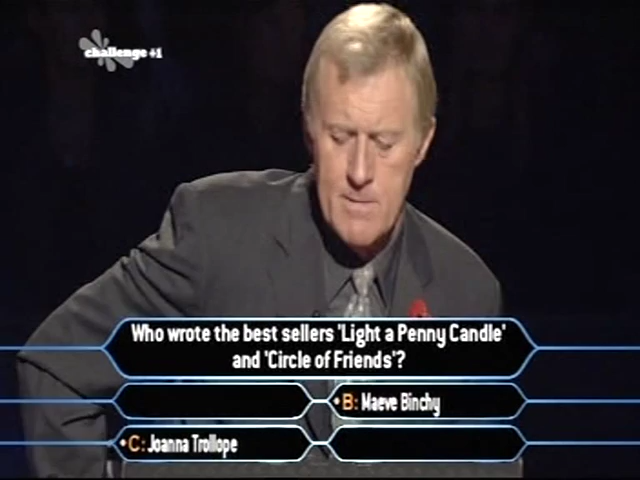 challenge +1
Who wrote the best sellers 'Light a Penny Candle'
and 'Circle of Friends'?
B: Maeve Binchy
C: Joanna Trollope